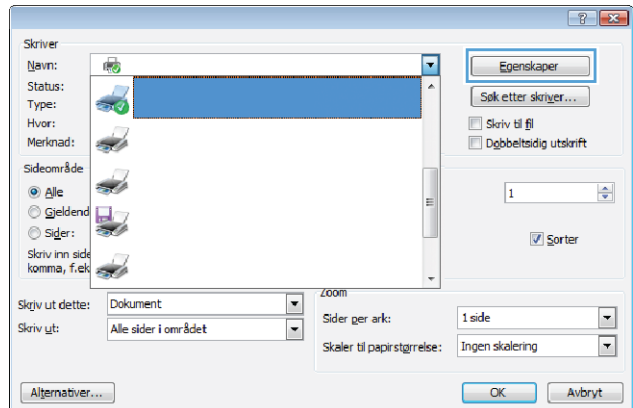 Skriver
Navn:
Egenskaper
Status:
Søk etter skriver...
Type:
Hvor:
Skriv til fil
Merknad:
Dobbeltsidig utskrift
Sideområde
Alle
1
Gjeldend
Sider:
Sorter
Skriv inn side
komma, f.ek
Zoom
Skriv ut dette: Dokument
Sider per ark: 1 side
Skriv ut: Alle sider i området
Skaler til papirstørrelse: Ingen skalering
Alternativer... OK Avbryt